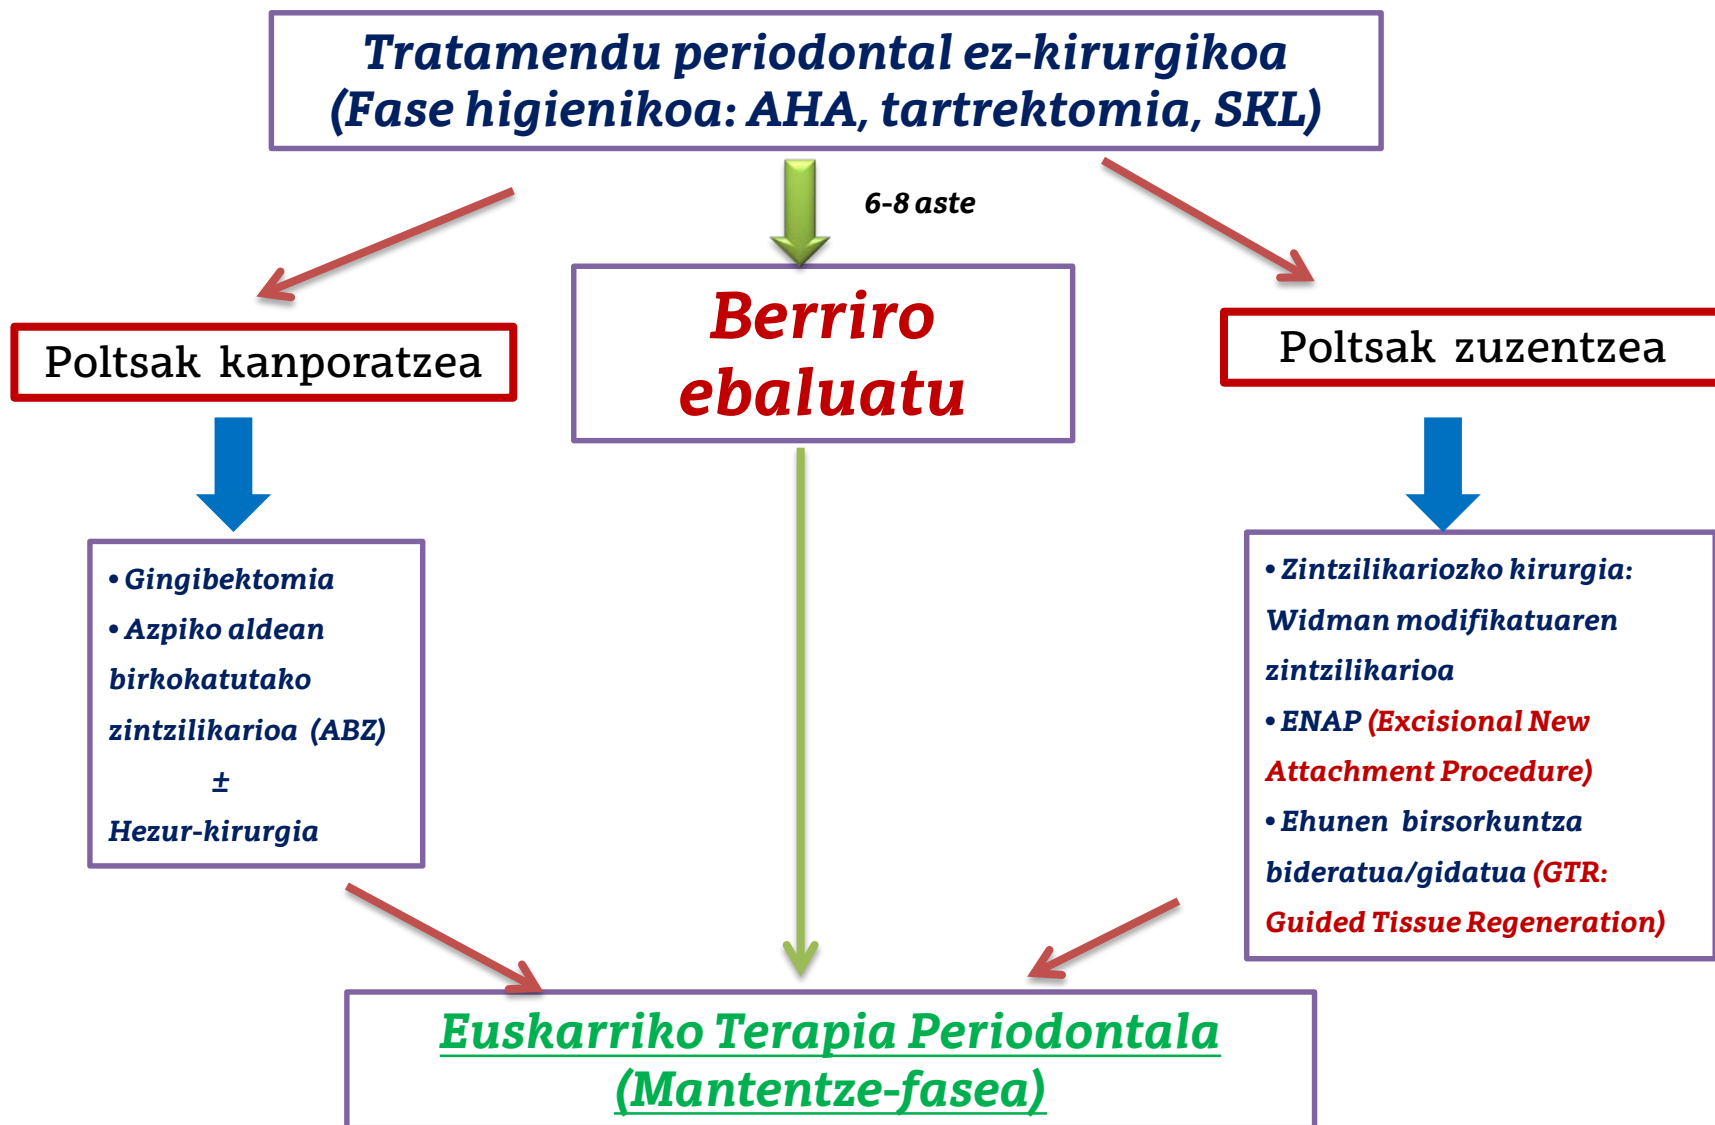 Tratamendu periodontal ez-kirurgikoa
(Fase higienikoa: AHA, tartrektomia, SKL)
6-8 aste
Poltsak kanporatzea
Berriro
ebaluatu
Poltsak zuzentzea
• Gingibektomia
• Azpiko aldean
birkokatutako
zintzilikarioa (ABZ)
±
Hezur-kirurgia
• Zintzilikariozko kirurgia:
Widman modifikatuaren
zintzilikarioa
• ENAP (Excisional New
Attachment Procedure)
• Ehunen birsorkuntza
bideratua/gidatua (GTR:
Guided Tissue Regeneration)
Euskarriko Terapia Periodontala
(Mantentze-fasea)